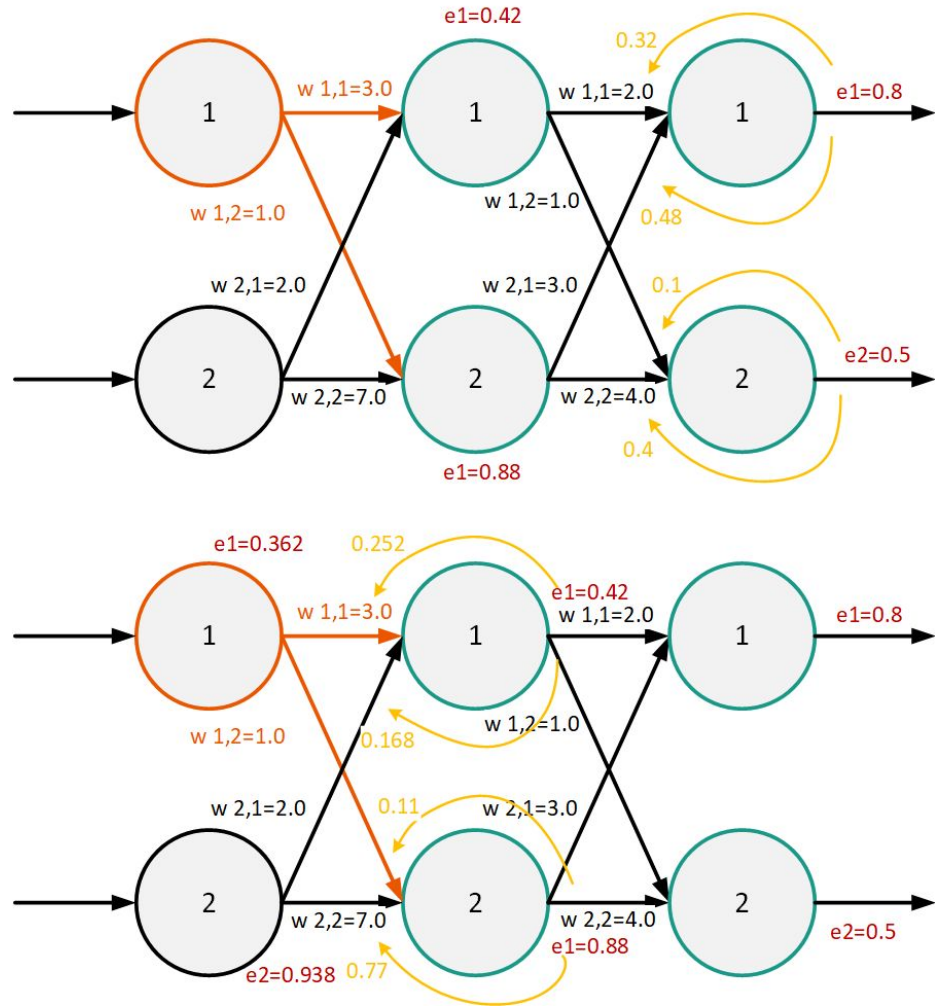 e1=0.42
0.32
w 1,1=3.0
w 1,1=2.0
e1=0.8
1
1
1
w 1,2=1.0
w 1,2=1.0
0.48
w 2,1=2.0
w 2,1=3.0
0.1
e2=0.5
2
2
2
w 2,2=7.0
w 2,2=4.0
0.4
e1=0.88
e1=0.362
0.252
e1=0.42
w 1,1=3.0
w 1,1=2.0
e1=0.8
1
1
1
w 1,2=1.0
0.168
w 1,2=1.0
w 2,1=2.0
0.11
w 2,1=3.0
2
2
2
w 2,2=7.0
w 2,2=4.0
e2=0.938
0.77
e1=0.88
e2=0.5